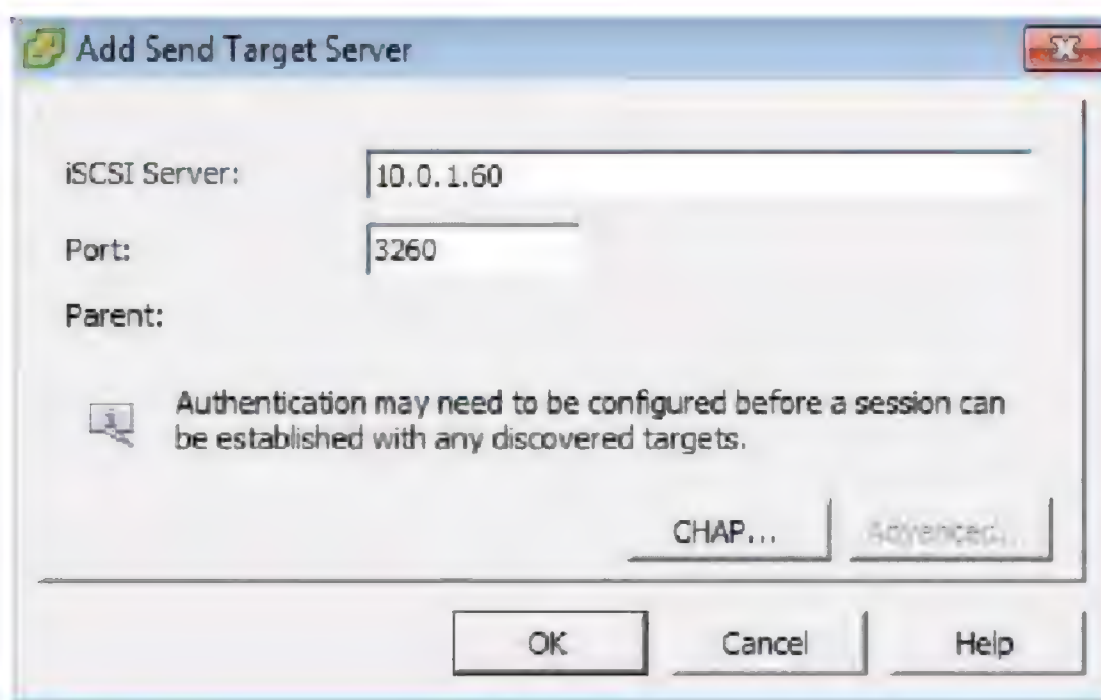 Add Send Target Server
iSCSI Server:
10.0.1.60
Port:
3260
Parent:
Authentication may need to be configured before a session can
be established with any discovered targets.
CHAP...
Advanced...
OK
Cancel
Help